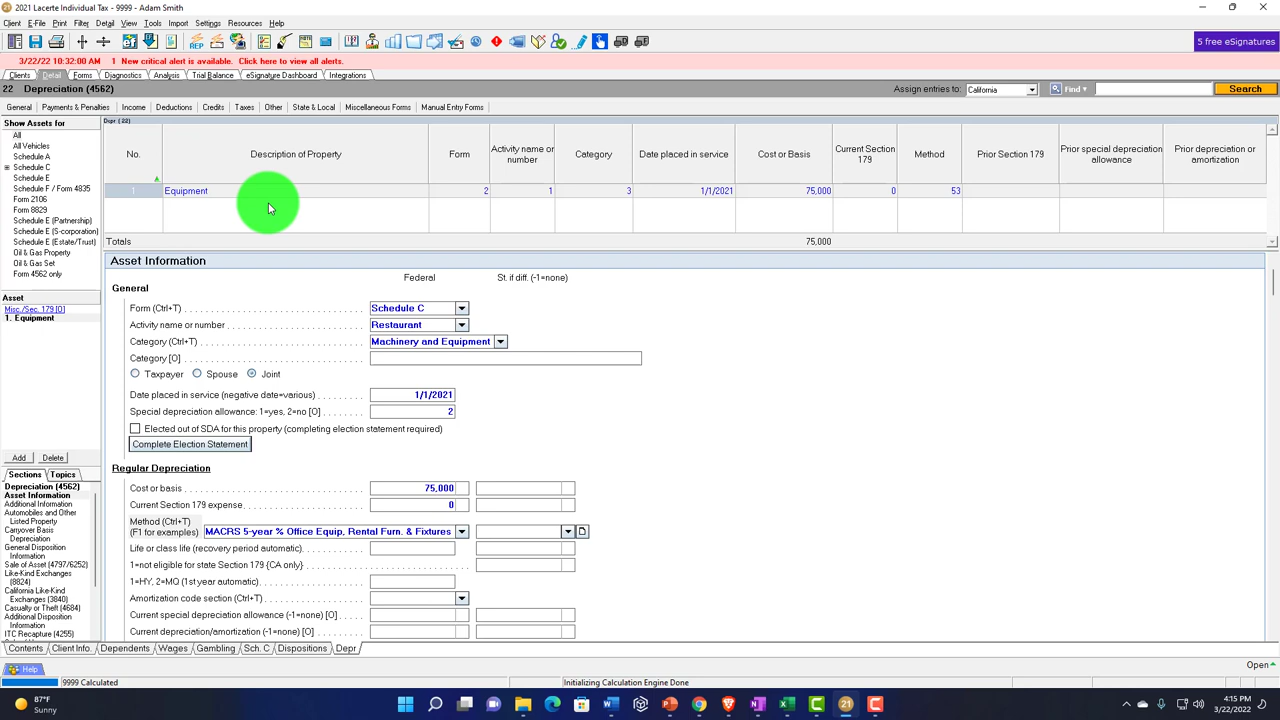 21 Lacerte Individual Tax - 9999 - Adam Smith
Client E-File Print Filter Detail View Tools Import Settings Resources Help
5 free eSignatures
3/22/22 10:32:00 AM 1 New critical alert is available. Click here to view all alerts.
Clients Detail Forms Diagnostics Analysis Trial Balance eSignature Dashboard Integrations
22 Depreciation (4562) Assign entries to: California Find Search
General Payments & Penalties Income Deductions Credits Taxes Other State & Local Miscellaneous Forms Manual Entry Forms
Show Assets for
All
All Vehicles
Schedule A
Schedule C
Schedule E
Schedule F / Form 4835
Form 2106
Form 8829
Schedule E (Partnership)
Schedule E (S-corporation)
Schedule E (Estate/Trust)
Oil & Gas Property
Oil & Gas Set
Form 4562 only
Asset
Misc./Sec. 179 [O]
1. Equipment
Add Delete
Sections Topics
Depreciation (4562)
Asset Information
Additional Information
Automobiles and Other
Listed Property
Carryover Basis
Depreciation
General Disposition
Information
Sale of Asset (4797/6252)
Like-Kind Exchanges
(8824)
California Like-Kind
Exchanges (3840)
Casualty or Theft (4684)
Additional Disposition
Information
ITC Recapture (4255)
Depr (22)
No. Description of Property Form Activity name or number Category Date placed in service Cost or Basis Current Section 179 Method Prior Section 179 Prior special depreciation allowance Prior depreciation or amortization
1 Equipment 2 1 3 1/1/2021 75,000 0 53
Totals 75,000
Asset Information
Federal St. if diff. (-1=none)
General
Form (Ctrl+T) Schedule C
Activity name or number Restaurant
Category (Ctrl+T) Machinery and Equipment
Category [O]
Taxpayer Spouse Joint
Date placed in service (negative date=various) 1/1/2021
Special depreciation allowance: 1=yes, 2=no [O] 2
Elected out of SDA for this property (completing election statement required)
Complete Election Statement
Regular Depreciation
Cost or basis 75,000
Current Section 179 expense 0
Method (Ctrl+T)
(F1 for examples) MACRS 5-year % Office Equip, Rental Furn. & Fixtures
Life or class life (recovery period automatic)
1=not eligible for state Section 179 {CA only}
1=HY, 2=MQ (1st year automatic)
Amortization code section (Ctrl+T)
Current special depreciation allowance (-1=none) [O]
Current depreciation/amortization (-1=none) [O]
Contents Client Info. Dependents Wages Gambling Sch. C Dispositions Depr
Help Open
9999 Calculated Initializing Calculation Engine Done
87°F
Sunny
4:15 PM
3/22/2022